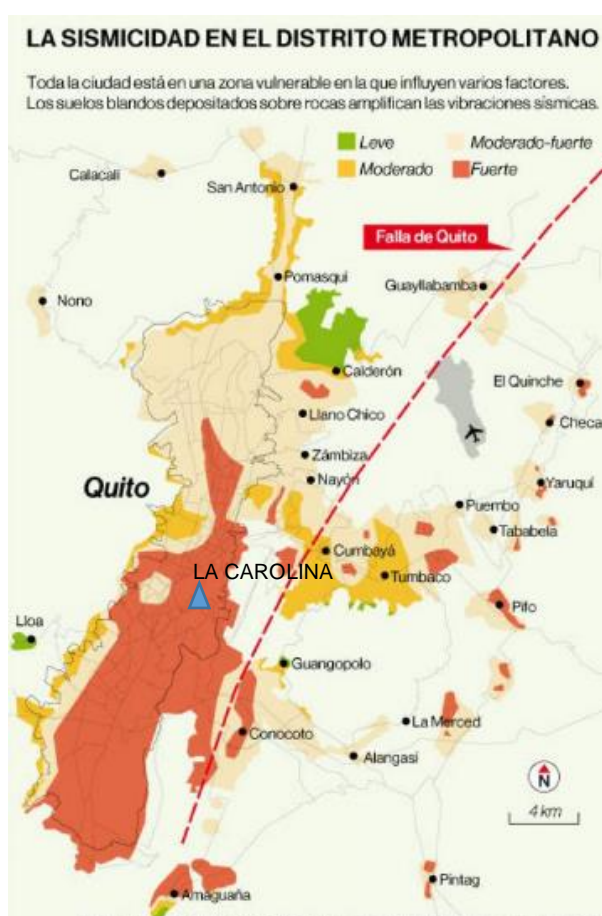 LA SISMICIDAD EN EL DISTRITO METROPOLITANO
Toda la ciudad está en una zona vulnerable en la que influyen varios factores.
Los suelos blandos depositados sobre rocas amplifican las vibraciones sísmicas.
Leve
Moderado-fuerte
Moderado
Fuerte
Calacalí
San Antonio
Falla de Quito
Pomasqui
Guayllabamba
Nono
Calderón
El Quinche
Llano Chico
Checa
Zámbiza
Quito
Nayón
Yaruquí
Puembo
Tababela
Cumbayá
LA CAROLINA
Tumbaco
Pifo
Lloa
Guangopolo
La Merced
Conocoto
Alangasí
N
4 km
Amaguaña
Pintag